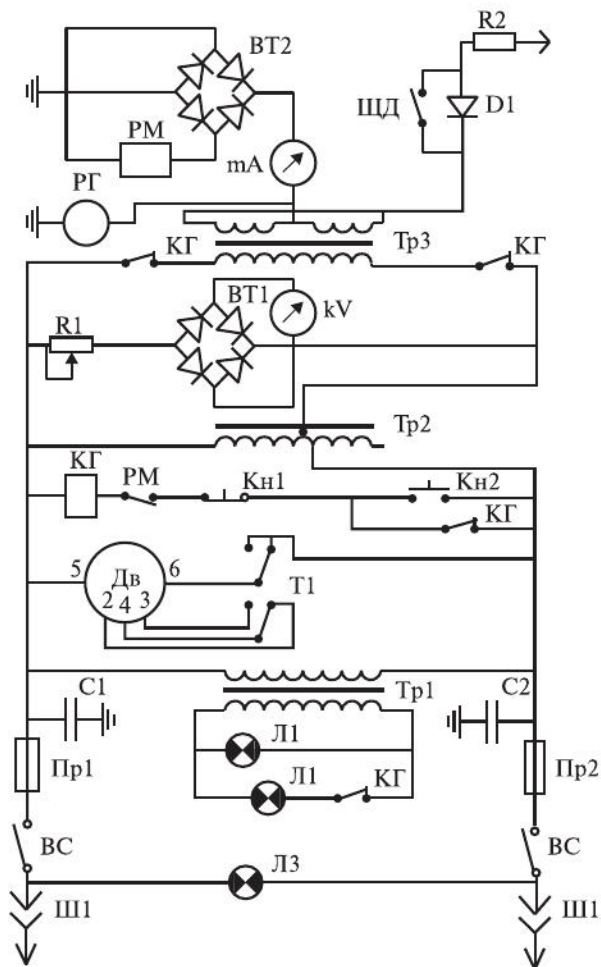 R2
ВТ2
ЩД
D1
РМ
mA
РГ
КГ
Тр3
КГ
ВТ1
kV
R1
Тр2
КГ
РМ
Кн1
Кн2
КГ
5
Дв
6
2
4
3
Т1
С1
Тр1
С2
Л1
Пр1
Л1
КГ
Пр2
ВС
Л3
ВС
Ш1
Ш1